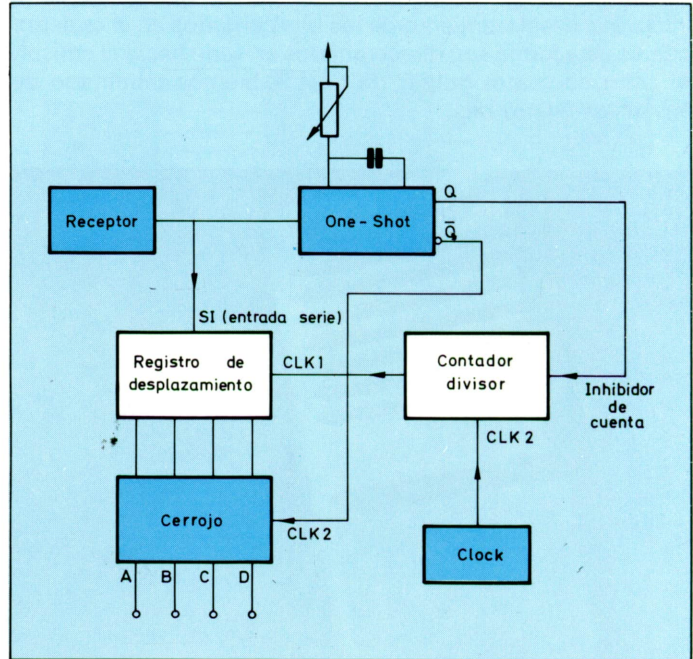 Q
Receptor
One - Shot
Q̅
SI (entrada serie)
Registro de
desplazamiento
CLK1
Contador
divisor
Inhibidor
de
cuenta
CLK 2
Cerrojo
CLK2
Clock
A
B
C
D